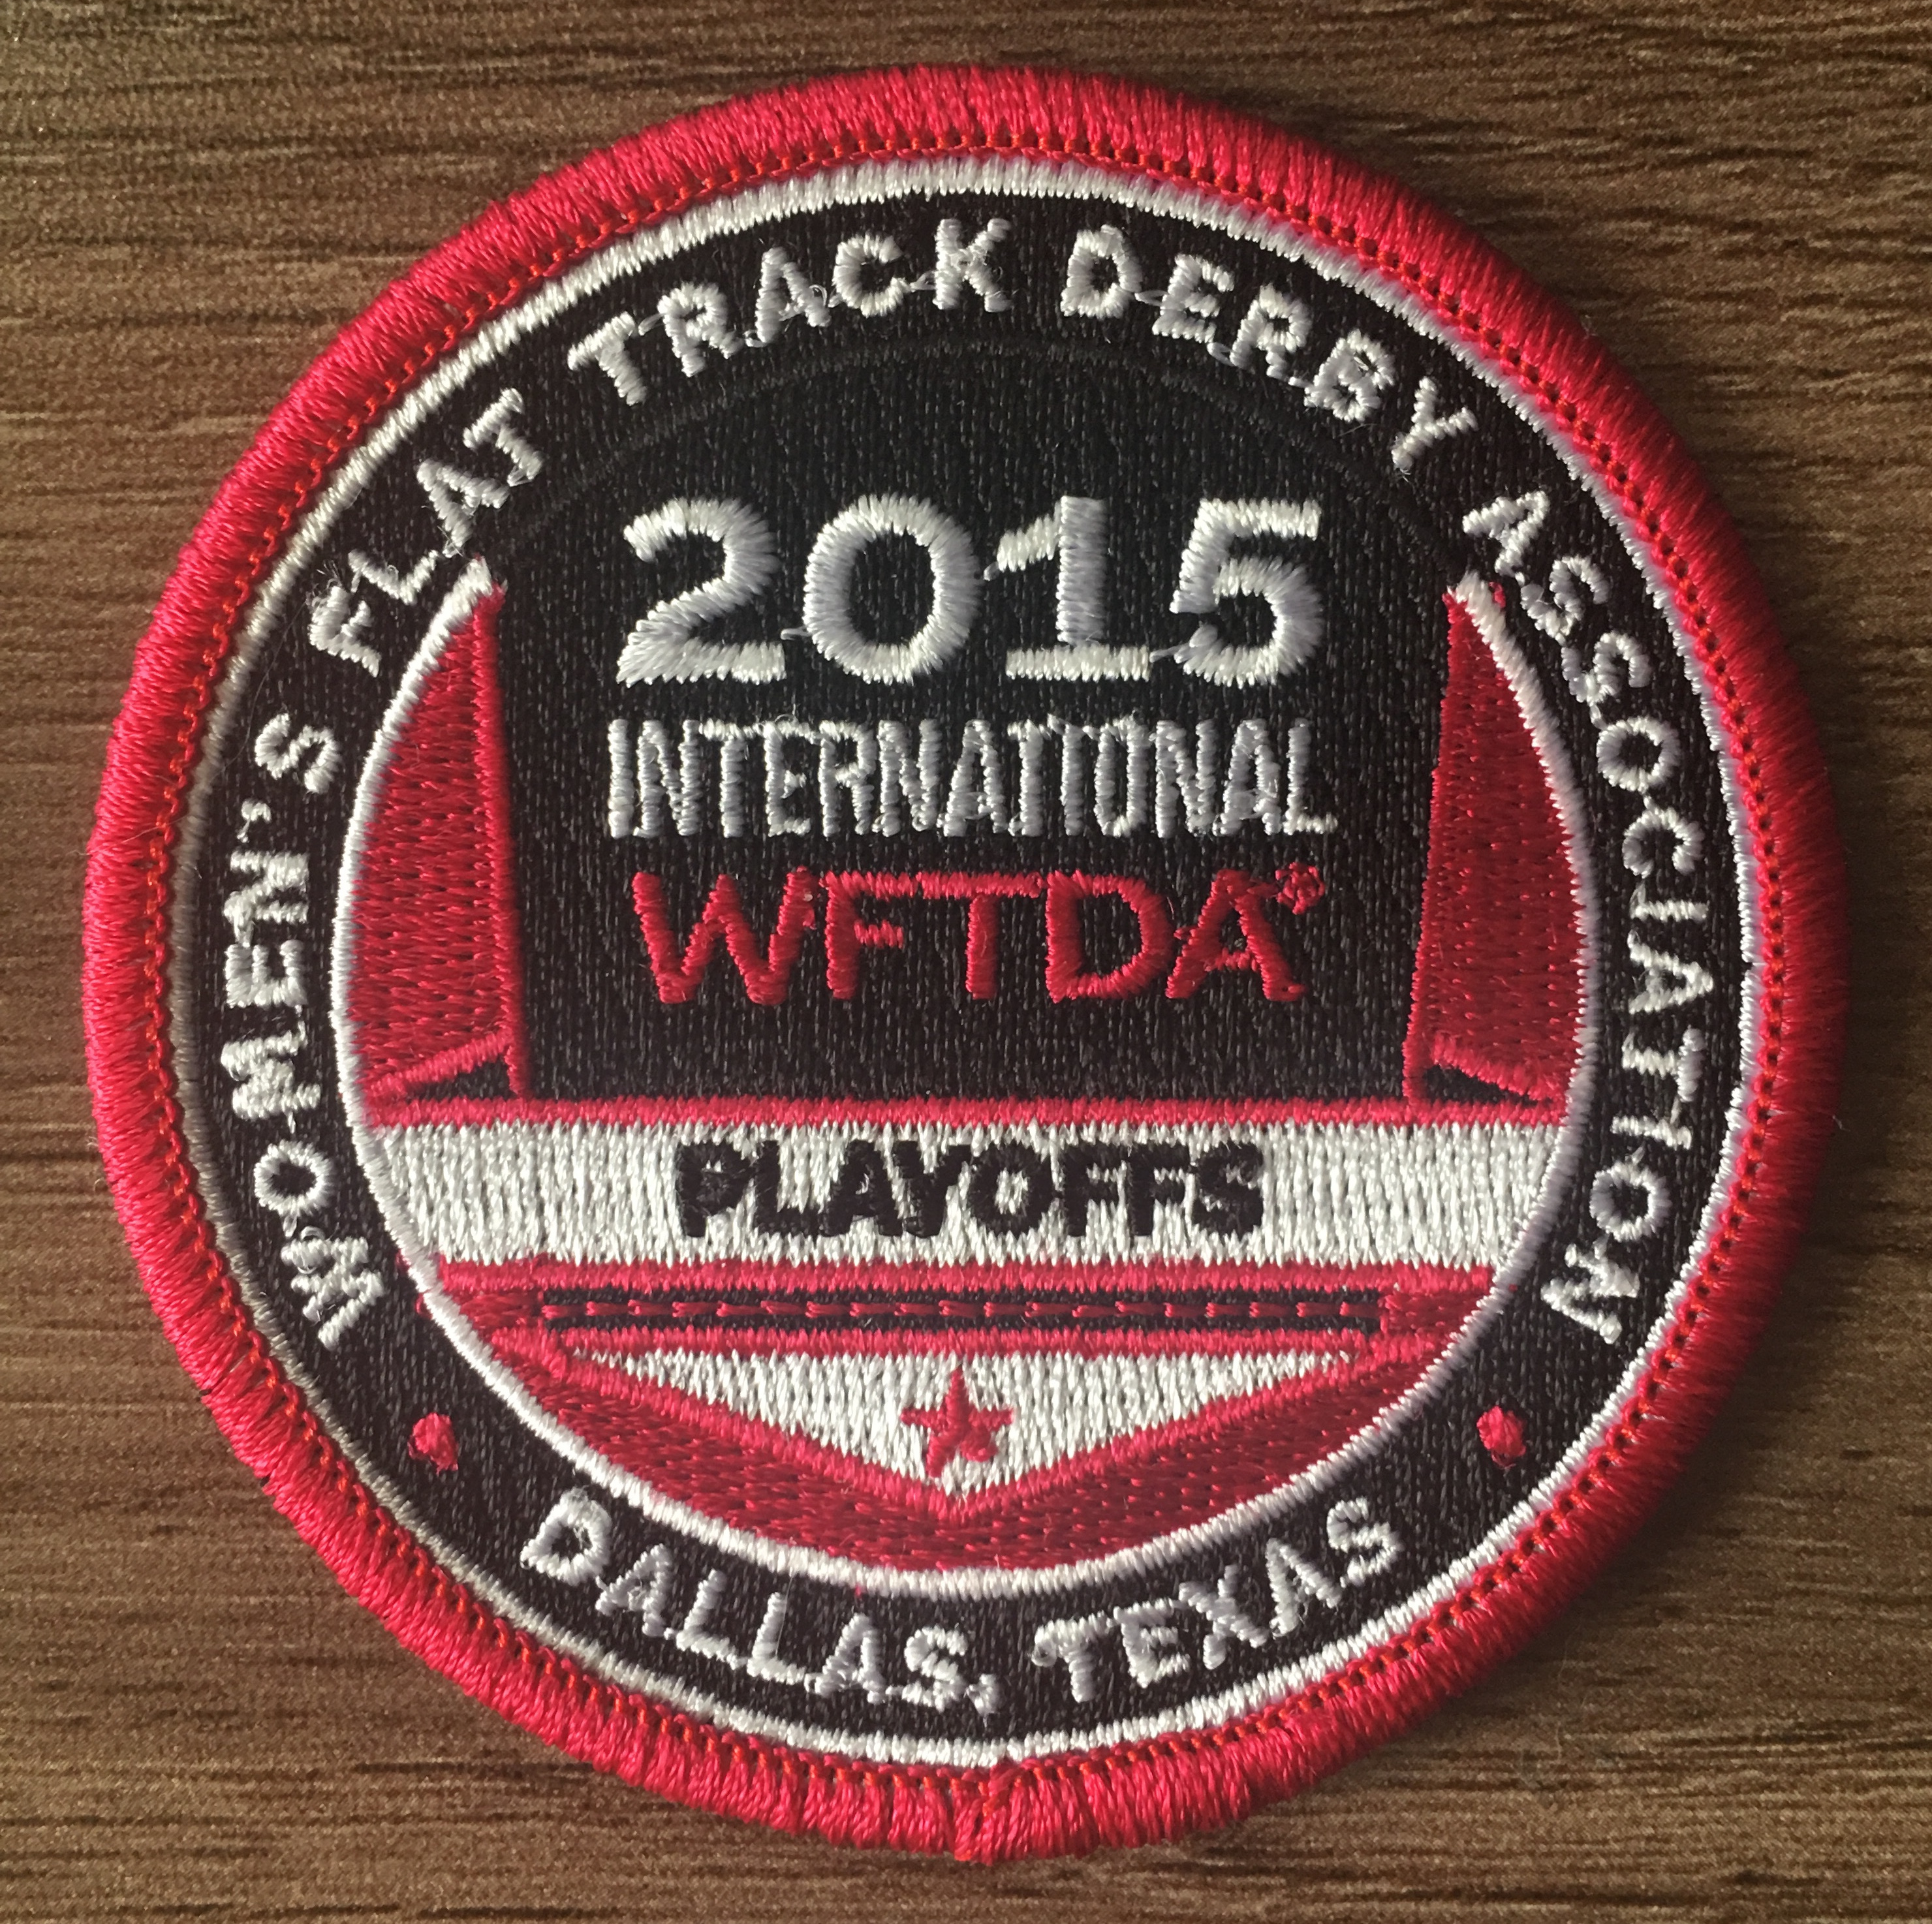 WOMEN'S FLAT TRACK DERBY ASSOCIATION
2015
INTERNATIONAL
WFTDA®
PLAYOFFS
DALLAS, TEXAS